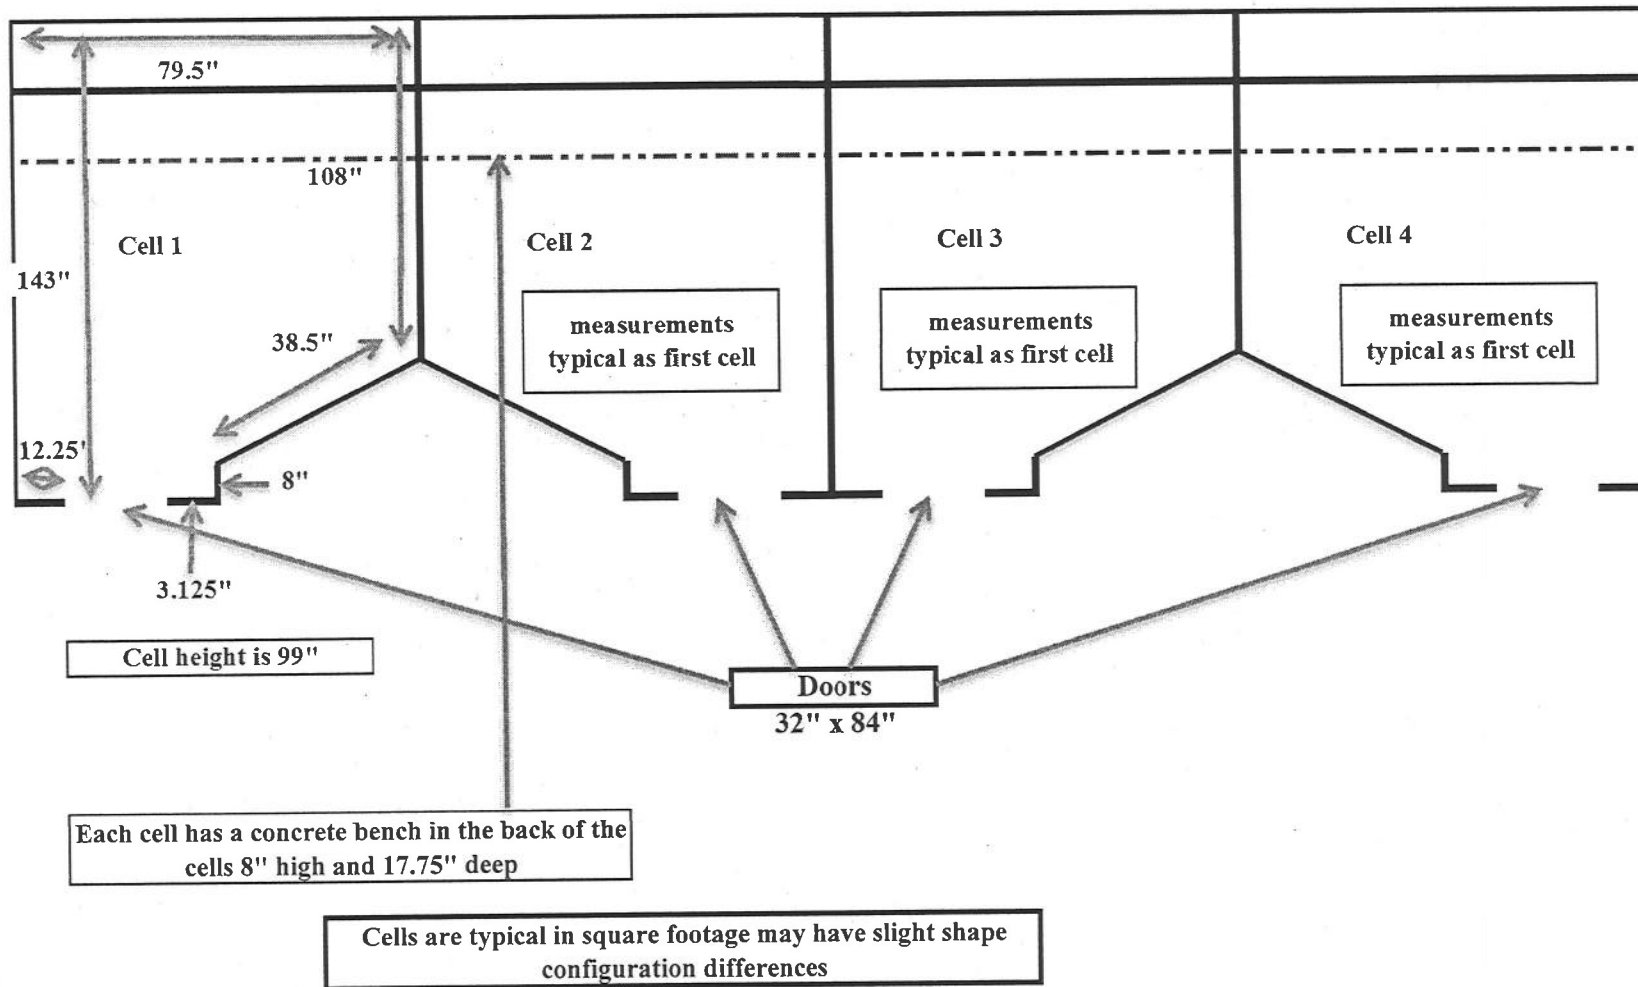 79.5"
108"
Cell 1
Cell 2
Cell 3
Cell 4
143"
measurements
typical as first cell
measurements
typical as first cell
measurements
typical as first cell
38.5"
12.25'
8"
3.125"
Cell height is 99"
Doors
32" x 84"
Each cell has a concrete bench in the back of the
cells 8" high and 17.75" deep
Cells are typical in square footage may have slight shape
configuration differences